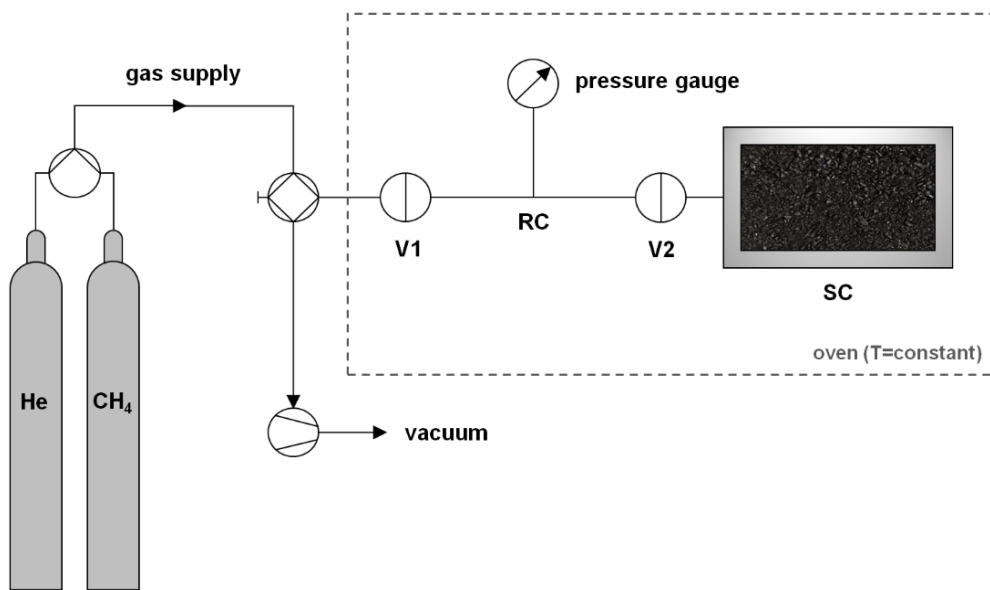 gas supply
pressure gauge
V1
RC
V2
SC
oven (T=constant)
He
CH₄
vacuum